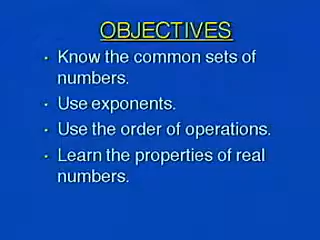 OBJECTIVES
• Know the common sets of
numbers.
• Use exponents.
• Use the order of operations.
• Learn the properties of real
numbers.